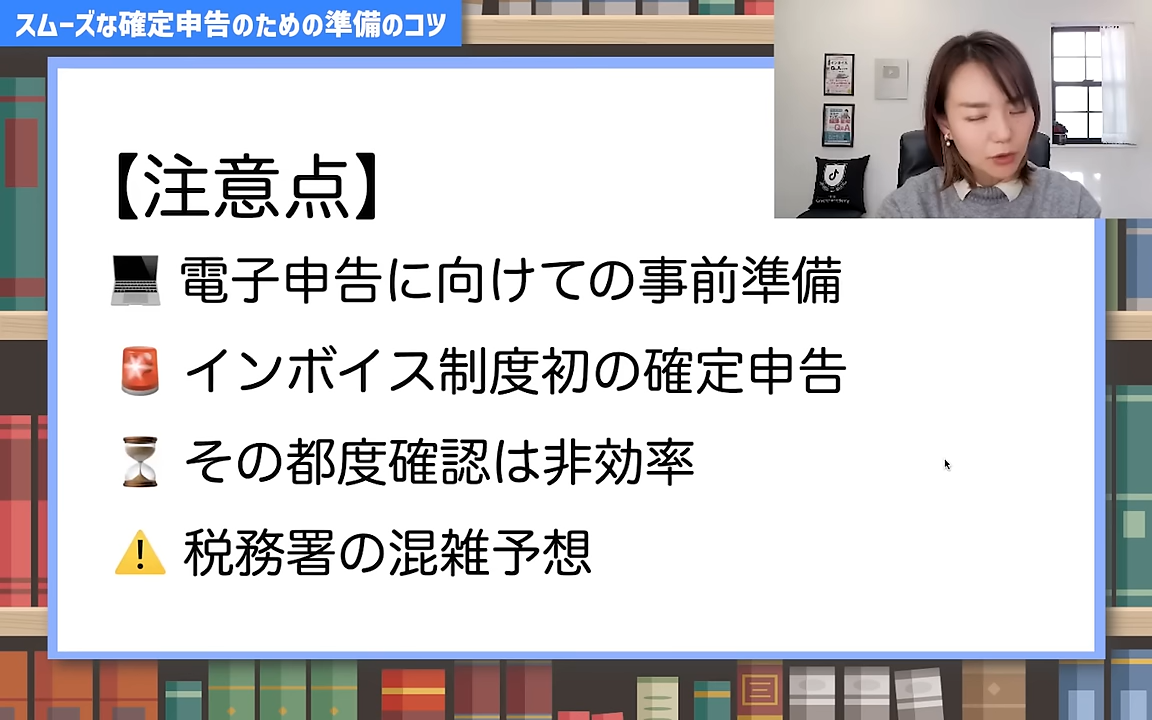 スムーズな確定申告のための準備のコツ
【注意点】
電子申告に向けての事前準備
インボイス制度初の確定申告
その都度確認は非効率
税務署の混雑予想
Q&A